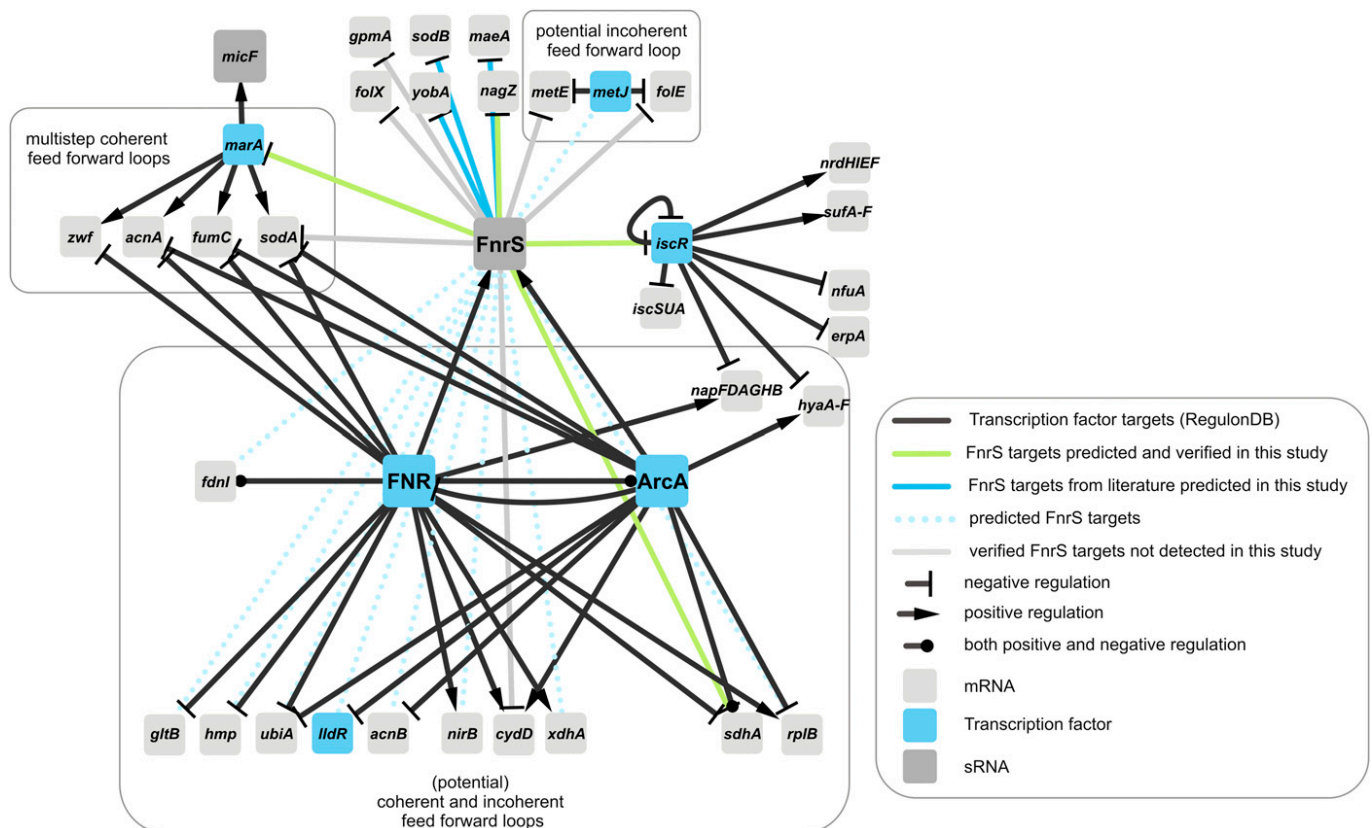 gpmA
sodB
maeA
potential incoherent
feed forward loop
micF
folX
yobA
nagZ
metE
metJ
folE
multistep coherent
feed forward loops
marA
nrdHIEF
sufA-F
zwf
acnA
fumC
sodA
FnrS
iscR
iscSUA
nfuA
erpA
napFDAGHB
hyaA-F
fdnI
FNR
ArcA
gltB
hmp
ubiA
lldR
acnB
nirB
cydD
xdhA
sdhA
rplB
(potential)
coherent and incoherent
feed forward loops
Transcription factor targets (RegulonDB)
FnrS targets predicted and verified in this study
FnrS targets from literature predicted in this study
predicted FnrS targets
verified FnrS targets not detected in this study
negative regulation
positive regulation
both positive and negative regulation
mRNA
Transcription factor
sRNA